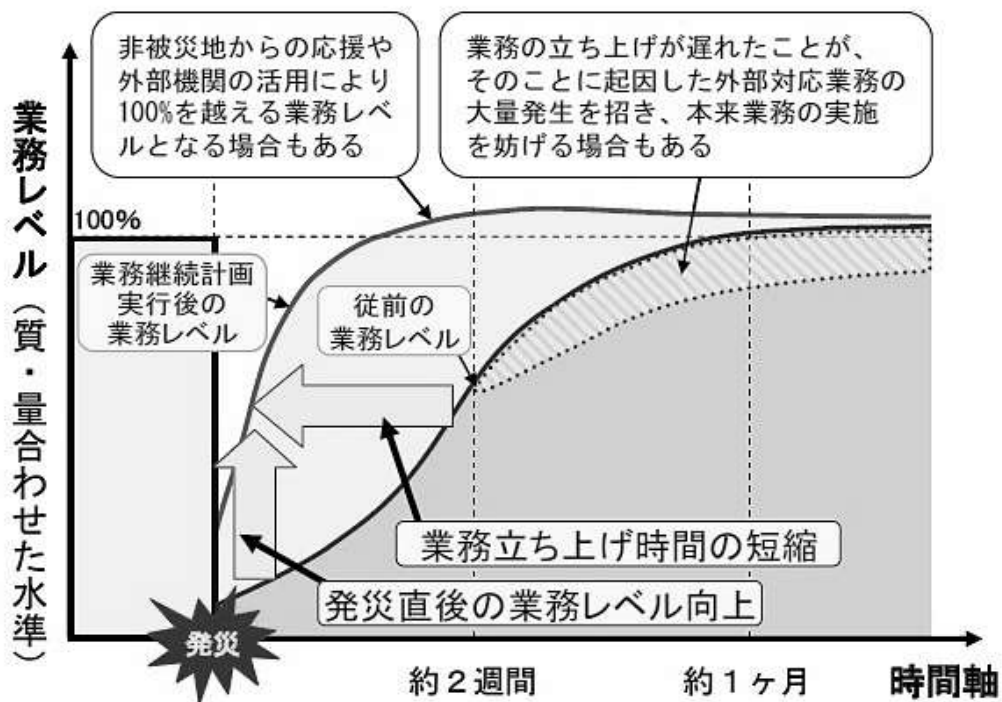 非被災地からの応援や
外部機関の活用により
100%を越える業務レベ
ルとなる場合もある
業務の立ち上げが遅れたことが、
そのことに起因した外部対応業務の
大量発生を招き、本来業務の実施
を妨げる場合もある
業務レベル（質・量合わせた水準）
100%
業務継続計画
実行後の
業務レベル
従前の
業務レベル
業務立ち上げ時間の短縮
発災直後の業務レベル向上
発災
約２週間
約１ヶ月
時間軸